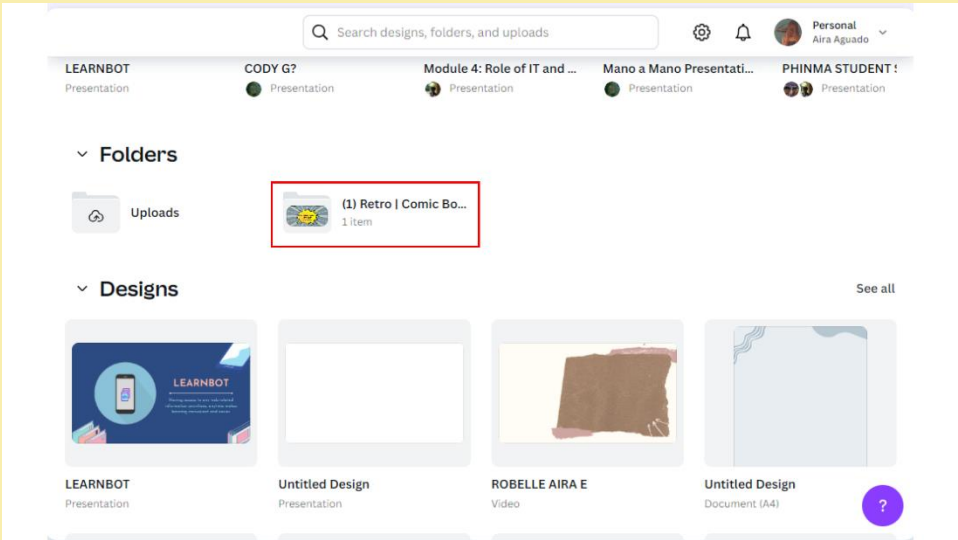 Search designs, folders, and uploads
Personal
Aira Aguado
LEARNBOT
CODY G?
Module 4: Role of IT and ...
Mano a Mano Presentati...
PHINMA STUDENT S
Presentation
Presentation
Presentation
Presentation
Presentation
Folders
Uploads
(1) Retro | Comic Bo...
1 item
Designs
See all
LEARNBOT
LEARNBOT
Untitled Design
ROBELLE AIRA E
Untitled Design
Presentation
Presentation
Video
Document (A4)
?